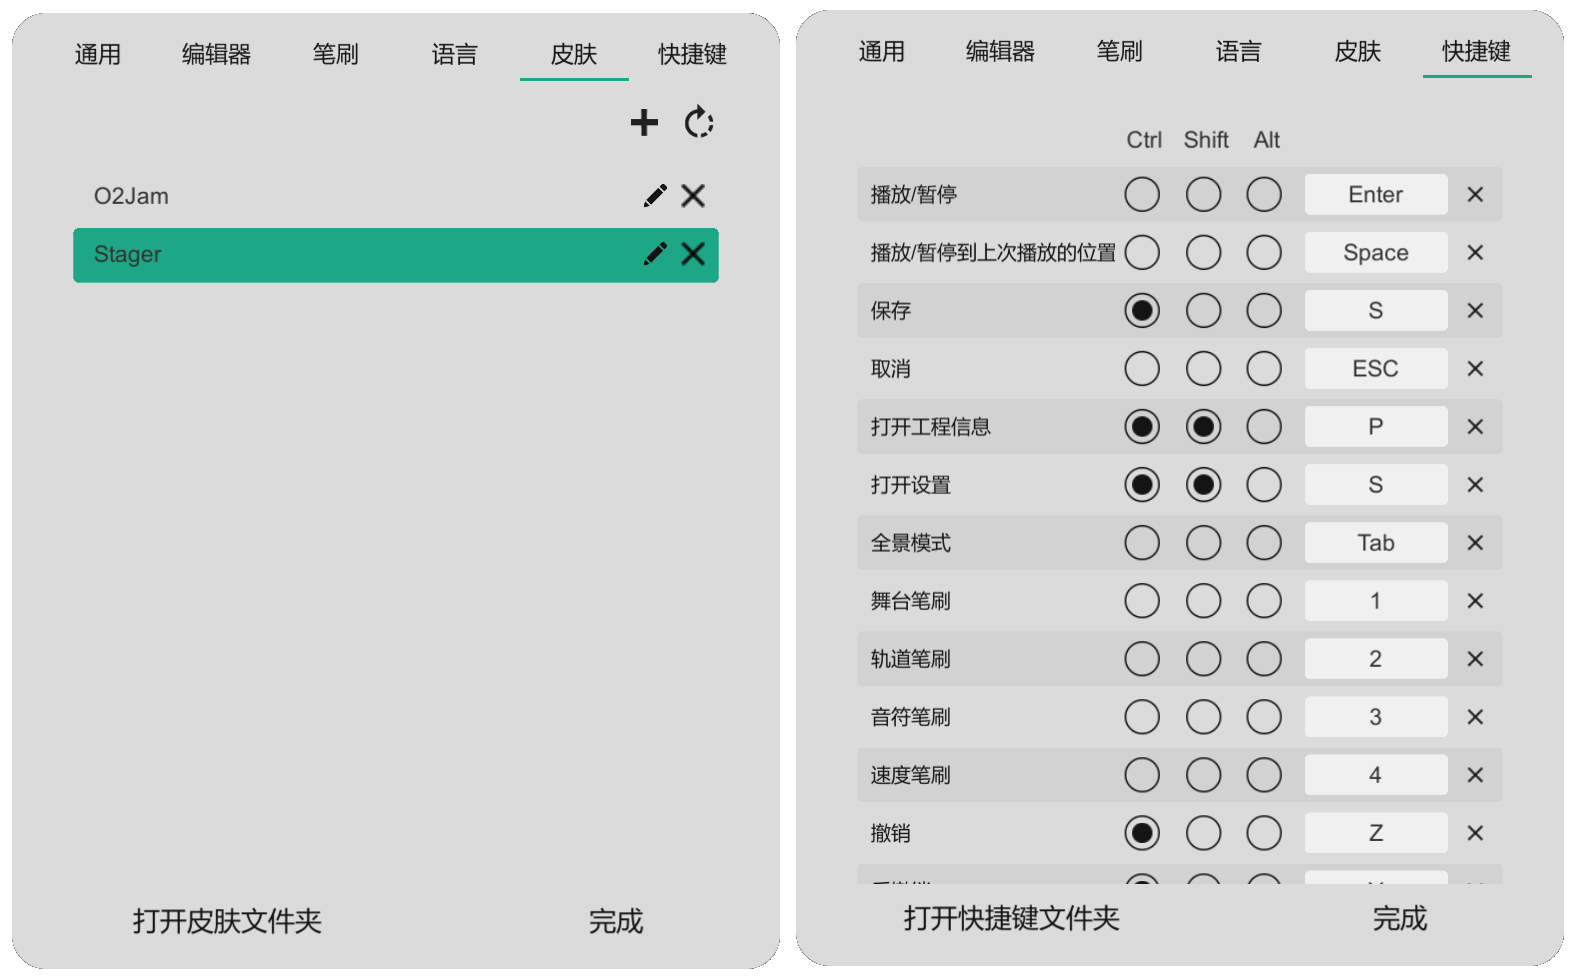 通用 编辑器 笔刷 语言 皮肤 快捷键
O2Jam
Stager
打开皮肤文件夹 完成
通用 编辑器 笔刷 语言 皮肤 快捷键
Ctrl Shift Alt
播放/暂停 Enter
播放/暂停到上次播放的位置 Space
保存 S
取消 ESC
打开工程信息 P
打开设置 S
全景模式 Tab
舞台笔刷 1
轨道笔刷 2
音符笔刷 3
速度笔刷 4
撤销 Z
打开快捷键文件夹 完成